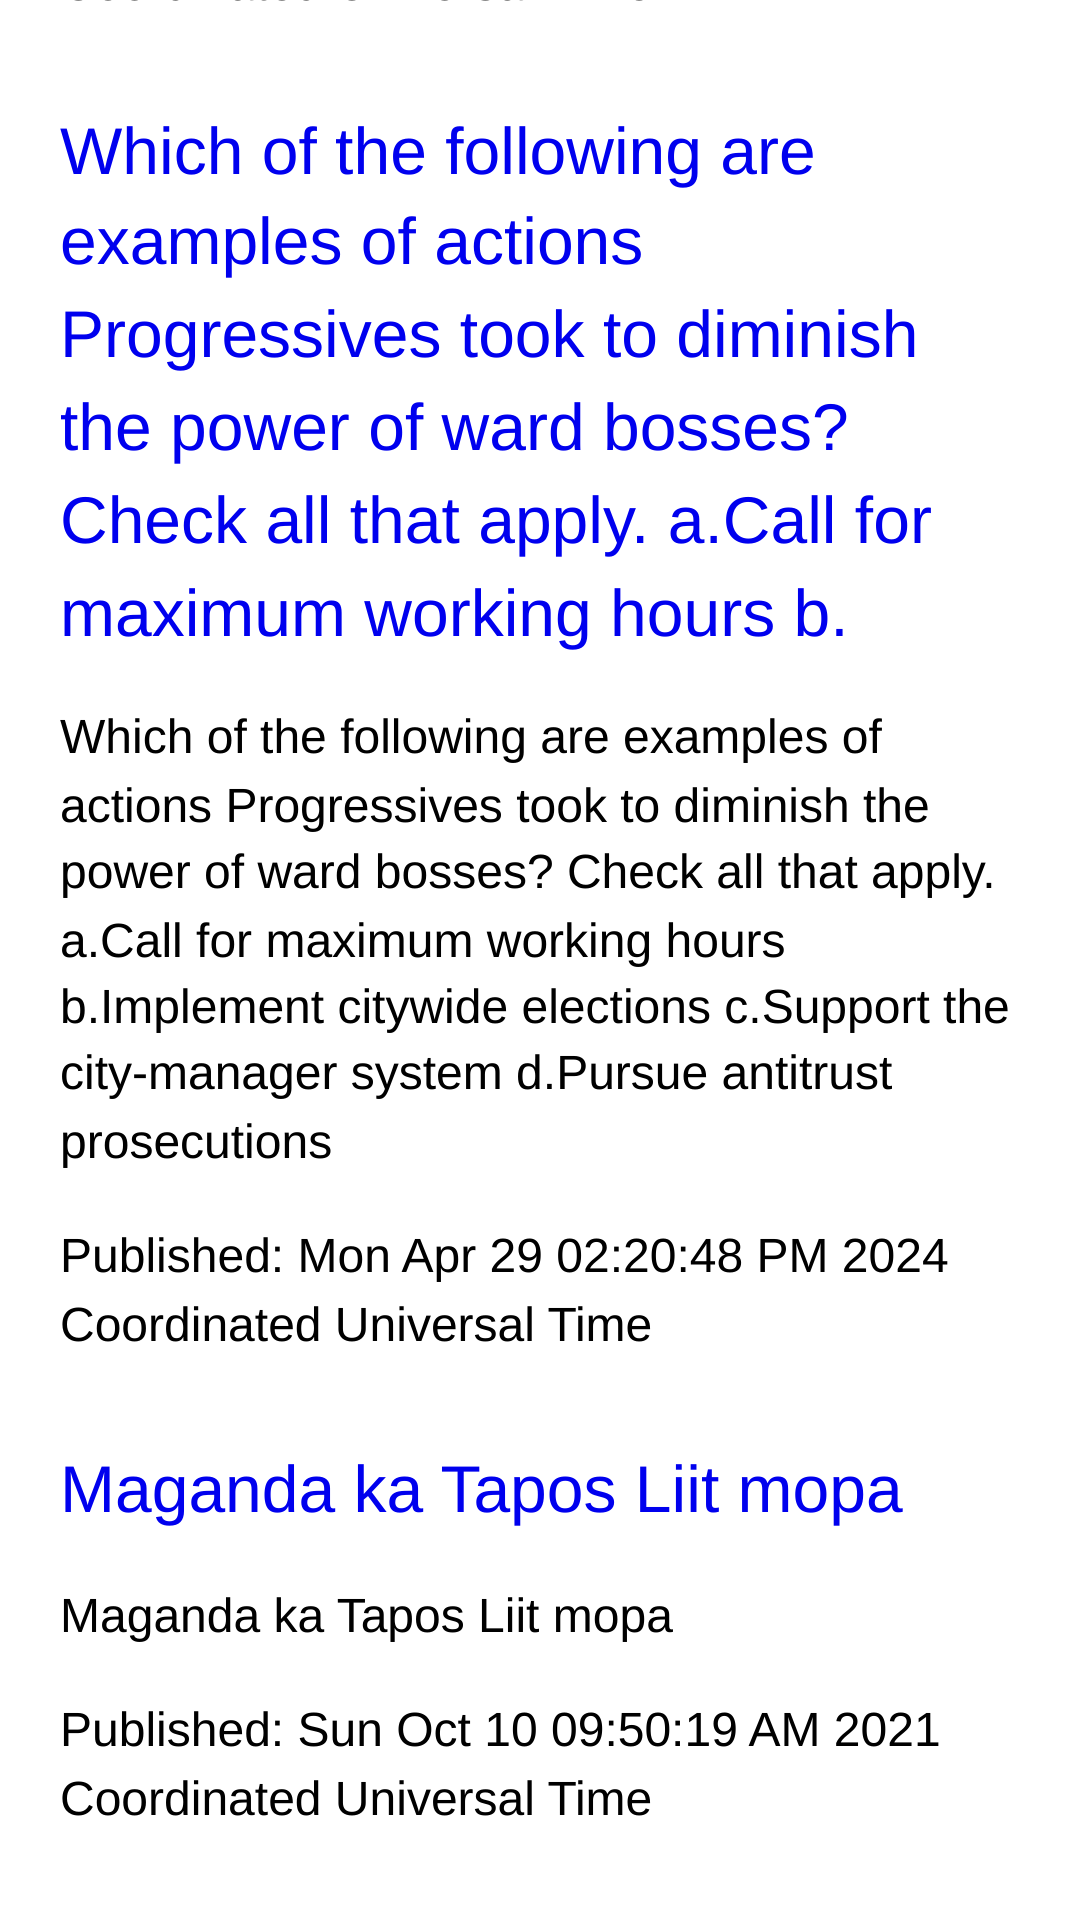 Which of the following are
examples of actions
Progressives took to diminish
the power of ward bosses?
Check all that apply. a.Call for
maximum working hours b.
Which of the following are examples of
actions Progressives took to diminish the
power of ward bosses? Check all that apply.
a.Call for maximum working hours
b.Implement citywide elections c.Support the
city-manager system d.Pursue antitrust
prosecutions
Published: Mon Apr 29 02:20:48 PM 2024
Coordinated Universal Time
Maganda ka Tapos Liit mopa
Maganda ka Tapos Liit mopa
Published: Sun Oct 10 09:50:19 AM 2021
Coordinated Universal Time